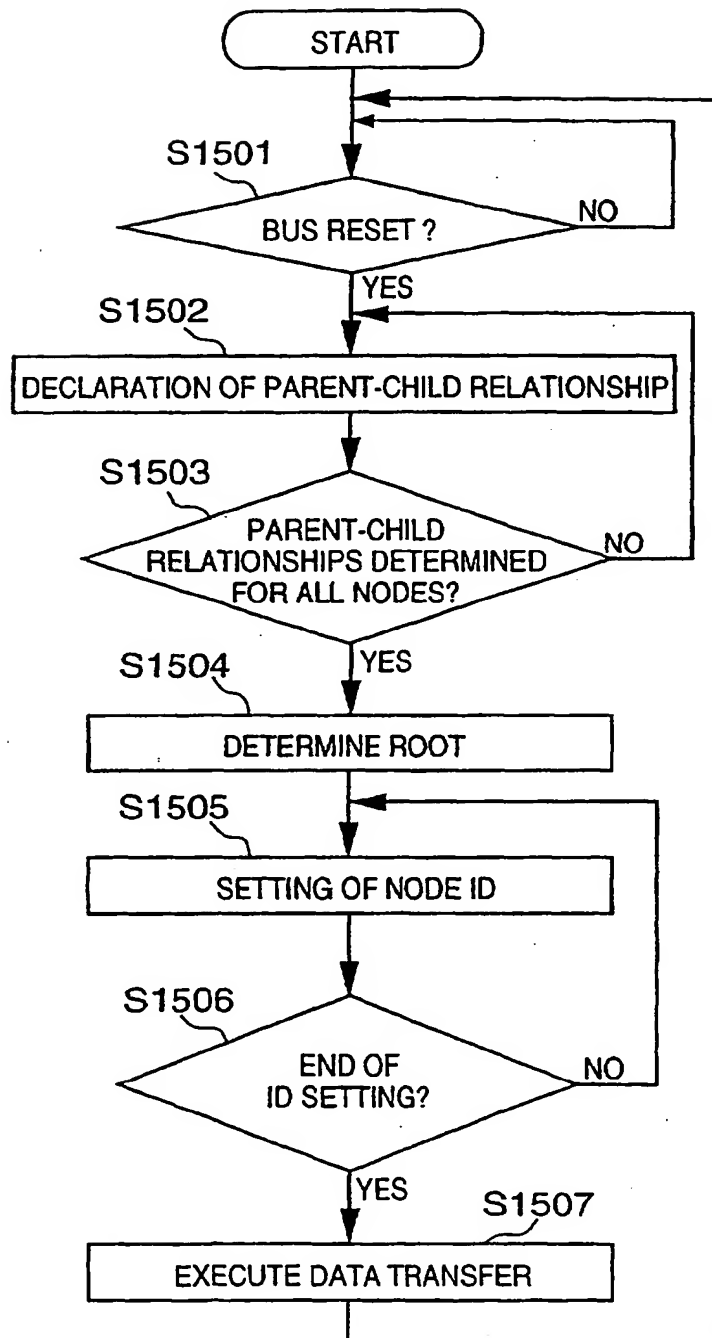 START
S1501
BUS RESET ?
NO
YES
S1502
DECLARATION OF PARENT-CHILD RELATIONSHIP
S1503
PARENT-CHILD
RELATIONSHIPS DETERMINED
FOR ALL NODES?
NO
YES
S1504
DETERMINE ROOT
S1505
SETTING OF NODE ID
S1506
END OF
ID SETTING?
NO
YES
S1507
EXECUTE DATA TRANSFER